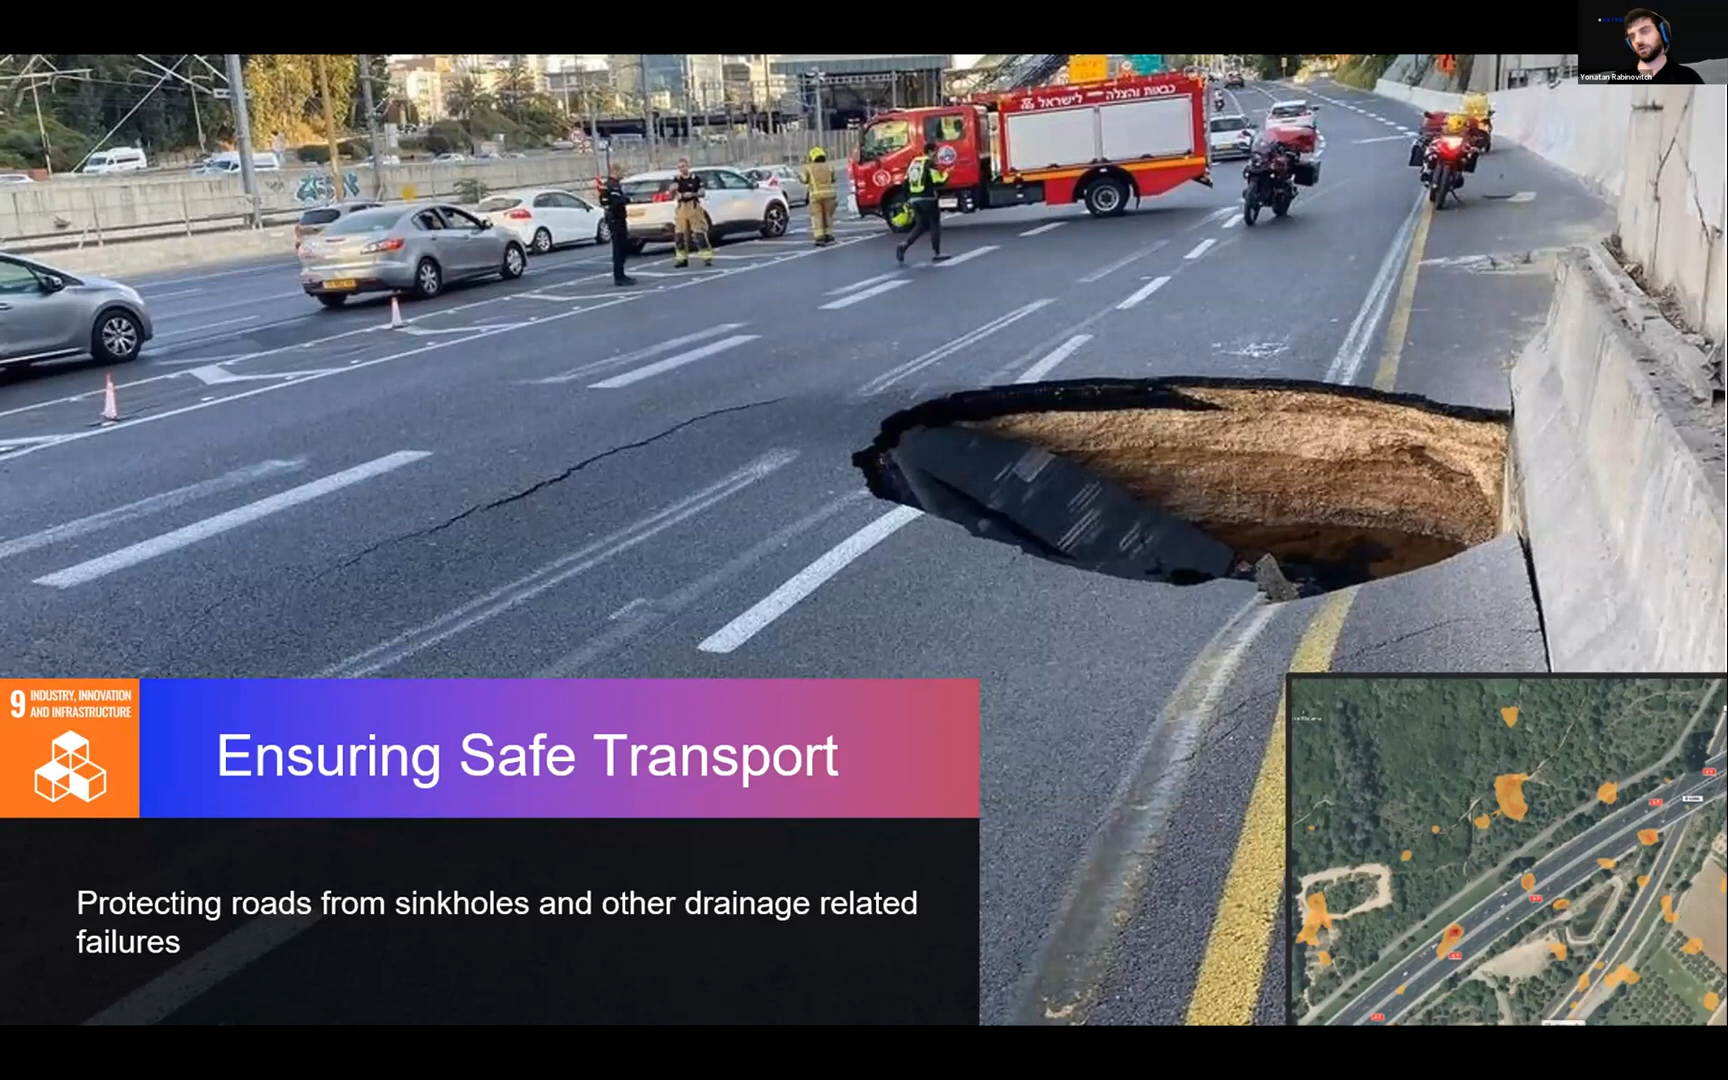 Yonatan Rabinovitch
כבאות והצלה לישראל
9 INDUSTRY, INNOVATION
AND INFRASTRUCTURE
Ensuring Safe Transport
Protecting roads from sinkholes and other drainage related
failures